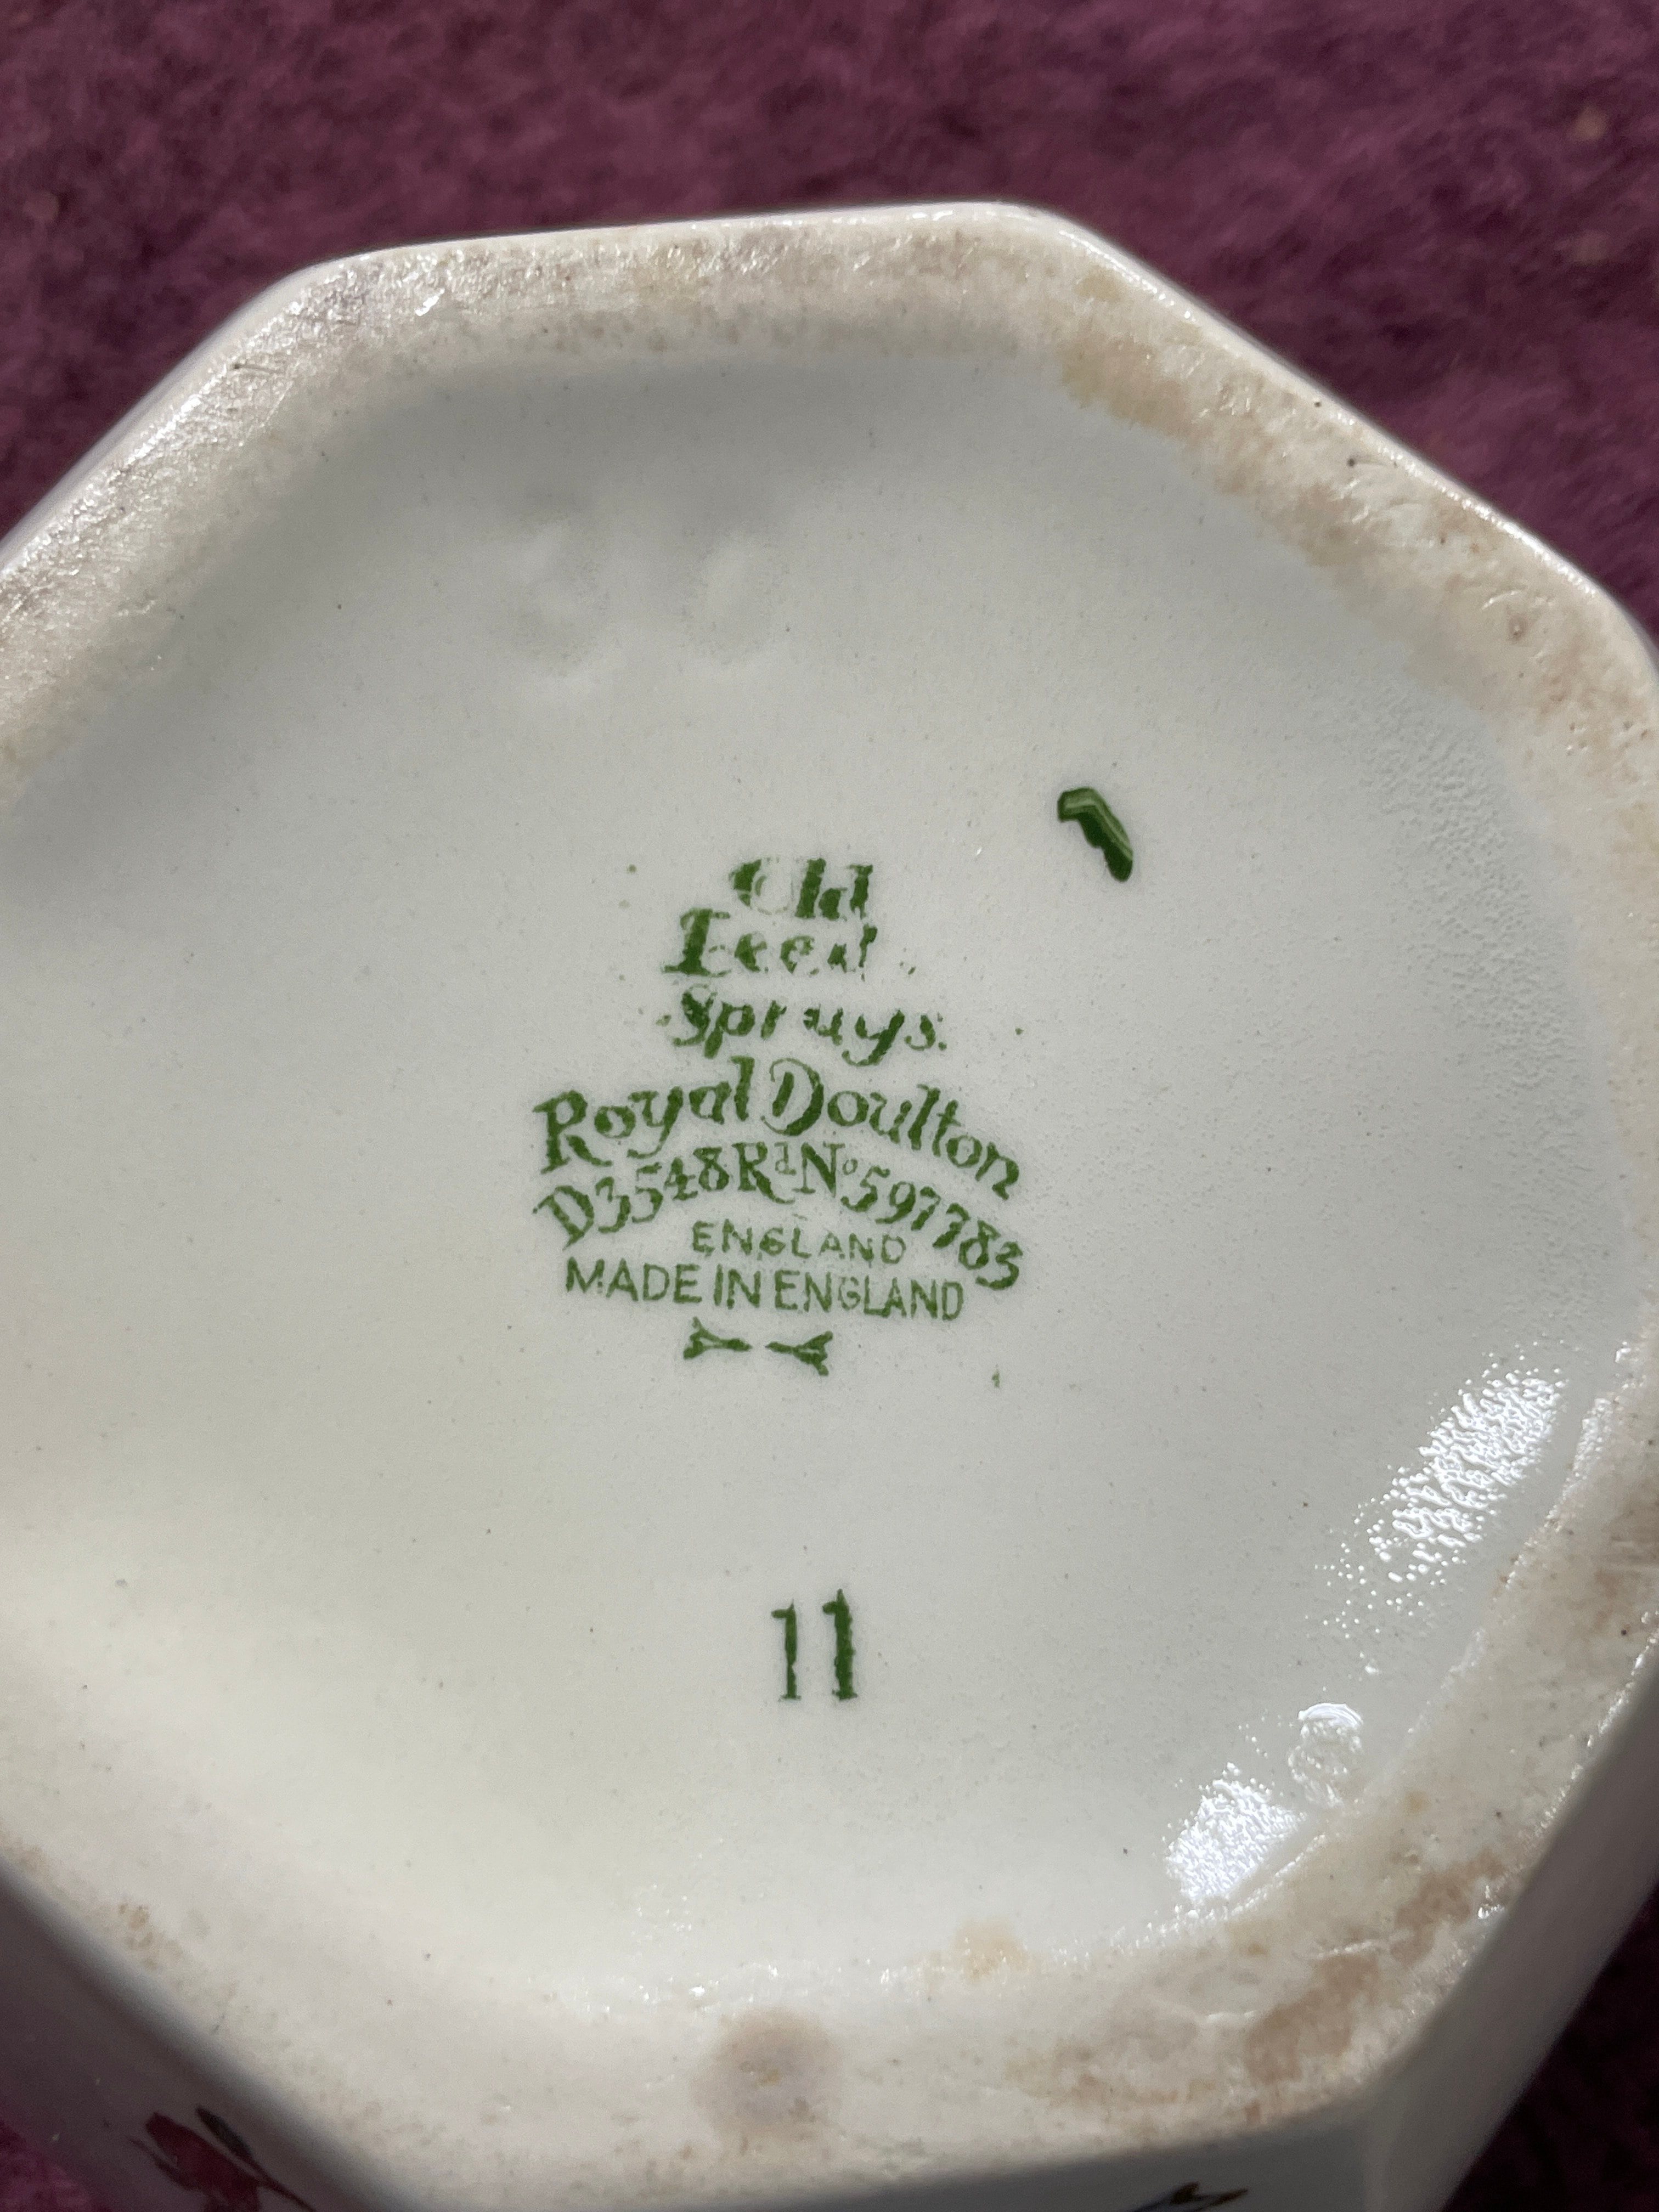 Old
Leeds
Sprays.
Royal Doulton
D3548 Rd No 597783
ENGLAND
MADE IN ENGLAND
11